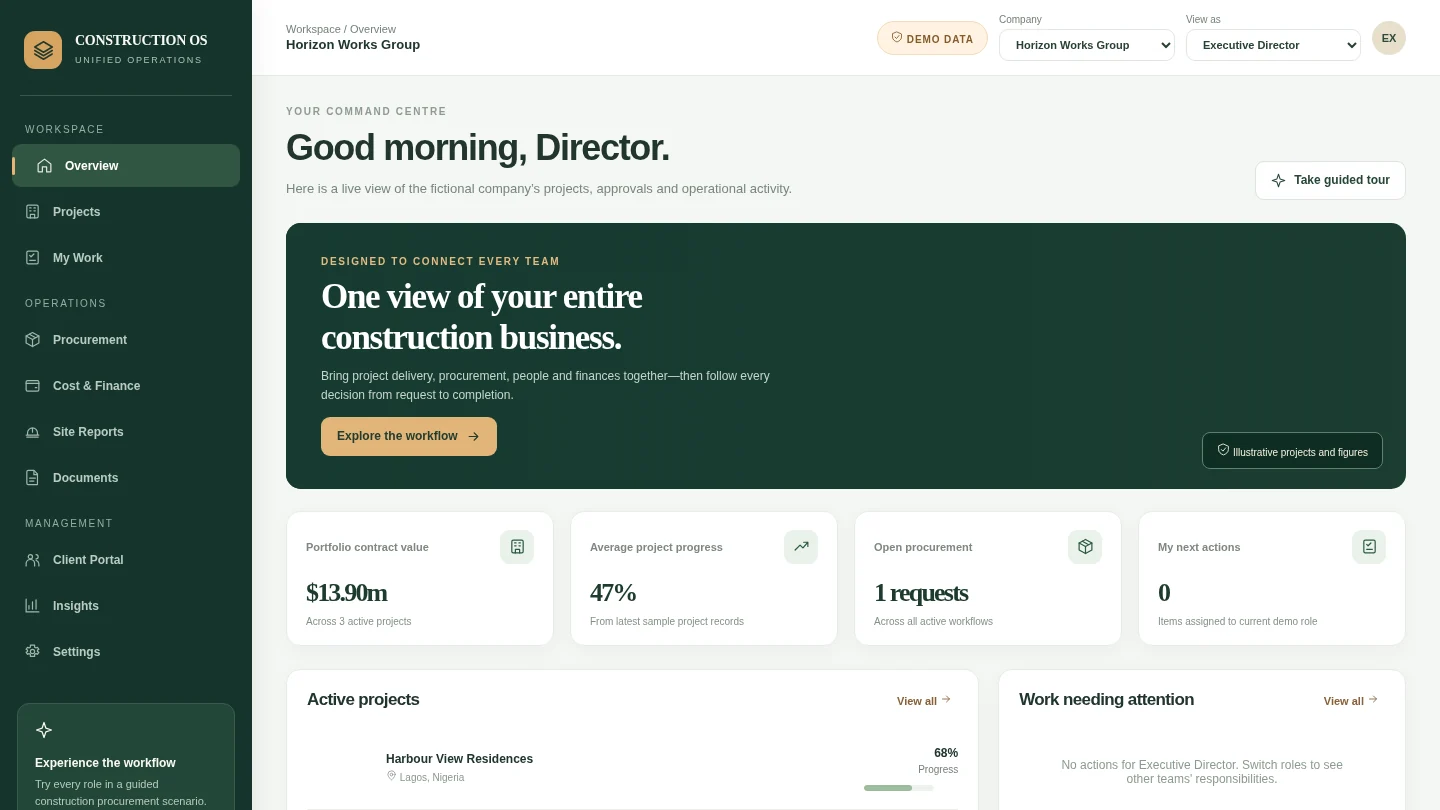 CONSTRUCTION OS
UNIFIED OPERATIONS
WORKSPACE
Overview
Projects
My Work
OPERATIONS
Procurement
Cost & Finance
Site Reports
Documents
MANAGEMENT
Client Portal
Insights
Settings
Experience the workflow
Try every role in a guided
construction procurement scenario.
Workspace / Overview
Horizon Works Group
DEMO DATA
Company
Horizon Works Group
View as
Executive Director
EX
YOUR COMMAND CENTRE
Good morning, Director.
Here is a live view of the fictional company's projects, approvals and operational activity.
Take guided tour
DESIGNED TO CONNECT EVERY TEAM
One view of your entire
construction business.
Bring project delivery, procurement, people and finances together—then follow every
decision from request to completion.
Explore the workflow
Illustrative projects and figures
Portfolio contract value
$13.90m
Across 3 active projects
Average project progress
47%
From latest sample project records
Open procurement
1 requests
Across all active workflows
My next actions
0
Items assigned to current demo role
Active projects
View all
Harbour View Residences
Lagos, Nigeria
68%
Progress
Work needing attention
View all
No actions for Executive Director. Switch roles to see
other teams' responsibilities.